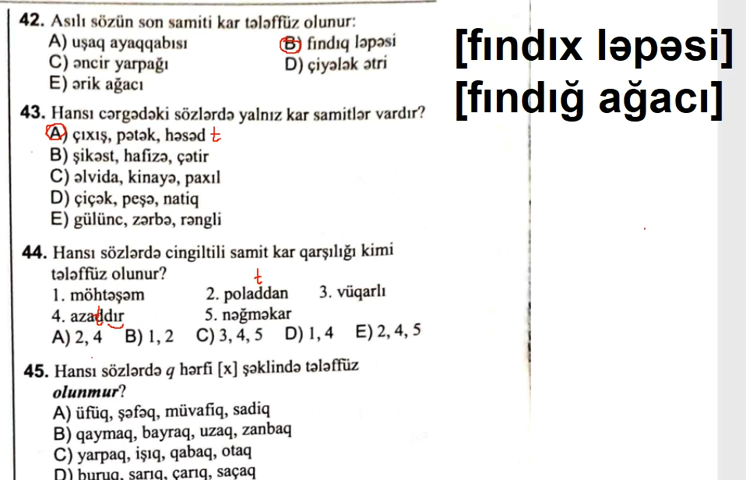 42. Asılı sözün son samiti kar tələffüz olunur:
A) uşaq ayaqqabısı B) fındıq ləpəsi
C) əncir yarpağı D) çiyələk ətri
E) ərik ağacı
43. Hansı cərgədəki sözlərdə yalnız kar samitlər vardır?
A) çıxış, pətək, həsəd t
B) şikəst, hafizə, çətir
C) əlvida, kinayə, paxıl
D) çiçək, peşə, natiq
E) gülünc, zərbə, rəngli
44. Hansı sözlərdə cingiltili samit kar qarşılığı kimi
tələffüz olunur?
t
1. möhtəşəm 2. poladdan 3. vüqarlı
4. azaddır 5. nəğməkar
A) 2, 4 B) 1, 2 C) 3, 4, 5 D) 1, 4 E) 2, 4, 5
45. Hansı sözlərdə q hərfi [x] şəklində tələffüz
olunmur?
A) üfüq, şəfəq, müvafiq, sadiq
B) qaymaq, bayraq, uzaq, zanbaq
C) yarpaq, işıq, qabaq, otaq
D) buruq, sarıq, çarıq, saçaq
[fındıx ləpəsi]
[fındığ ağacı]